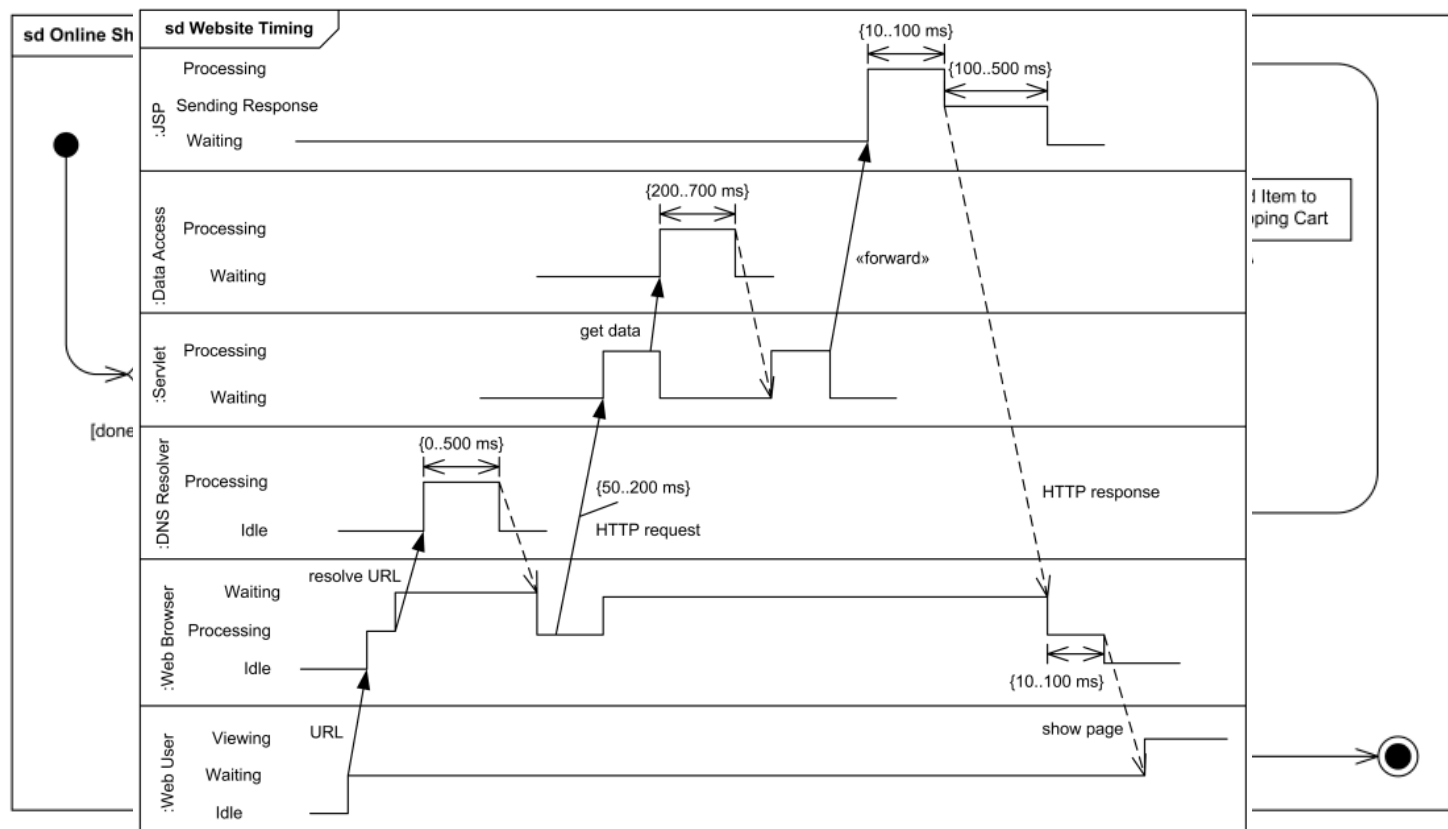 sd Online Sh
sd Website Timing
:JSP
Processing
Sending Response
Waiting
{10..100 ms}
{100..500 ms}
:Data Access
Processing
Waiting
{200..700 ms}
«forward»
d Item to
ping Cart
:Servlet
Processing
Waiting
get data
[done
:DNS Resolver
Processing
Idle
{0..500 ms}
{50..200 ms}
HTTP request
HTTP response
:Web Browser
Waiting
Processing
Idle
resolve URL
{10..100 ms}
:Web User
Viewing
Waiting
Idle
URL
show page